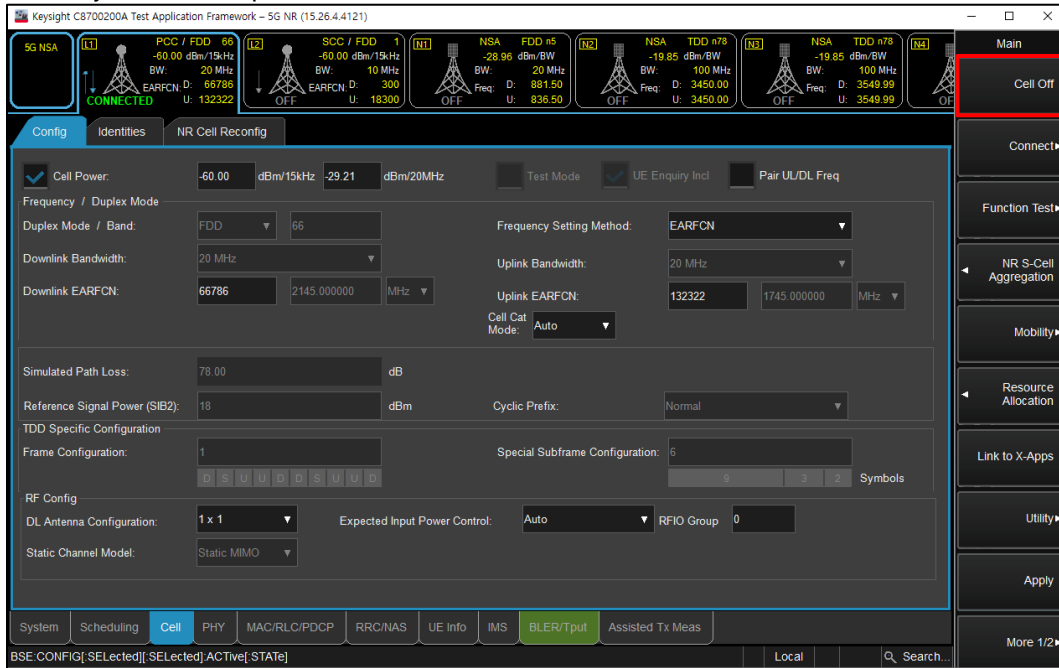 Keysight C8700200A Test Application Framework – 5G NR (15.26.4.4121)
5G NSA
L1 PCC / FDD 66
-60.00 dBm/15kHz
BW: 20 MHz
EARFCN: D: 66786
CONNECTED U: 132322
L2 SCC / FDD 1
-60.00 dBm/15kHz
BW: 10 MHz
EARFCN: D: 300
OFF U: 18300
N1 NSA FDD n5
-28.96 dBm/BW
BW: 20 MHz
Freq: D: 881.50
OFF U: 836.50
N2 NSA TDD n78
-19.85 dBm/BW
BW: 100 MHz
Freq: D: 3450.00
OFF U: 3450.00
N3 NSA TDD n78
-19.85 dBm/BW
BW: 100 MHz
Freq: D: 3549.99
OFF U: 3549.99
N4
OF
Main
Cell Off
Connect
Function Test
NR S-Cell
Aggregation
Mobility
Resource
Allocation
Link to X-Apps
Utility
Apply
More 1/2
Config Identities NR Cell Reconfig
Cell Power: -60.00 dBm/15kHz -29.21 dBm/20MHz Test Mode UE Enquiry Incl Pair UL/DL Freq
Frequency / Duplex Mode
Duplex Mode / Band: FDD 66 Frequency Setting Method: EARFCN
Downlink Bandwidth: 20 MHz Uplink Bandwidth: 20 MHz
Downlink EARFCN: 66786 2145.000000 MHz Uplink EARFCN: 132322 1745.000000 MHz
Cell Cat
Mode: Auto
Simulated Path Loss: 78.00 dB
Reference Signal Power (SIB2): 18 dBm Cyclic Prefix: Normal
TDD Specific Configuration
Frame Configuration: 1 Special Subframe Configuration: 6
D S U U D D S U U D 9 3 2 Symbols
RF Config
DL Antenna Configuration: 1 x 1 Expected Input Power Control: Auto RFIO Group 0
Static Channel Model: Static MIMO
System Scheduling Cell PHY MAC/RLC/PDCP RRC/NAS UE Info IMS BLER/Tput Assisted Tx Meas
BSE:CONFIG[:SELected][:SELected]:ACTive[:STATe] Local Search...